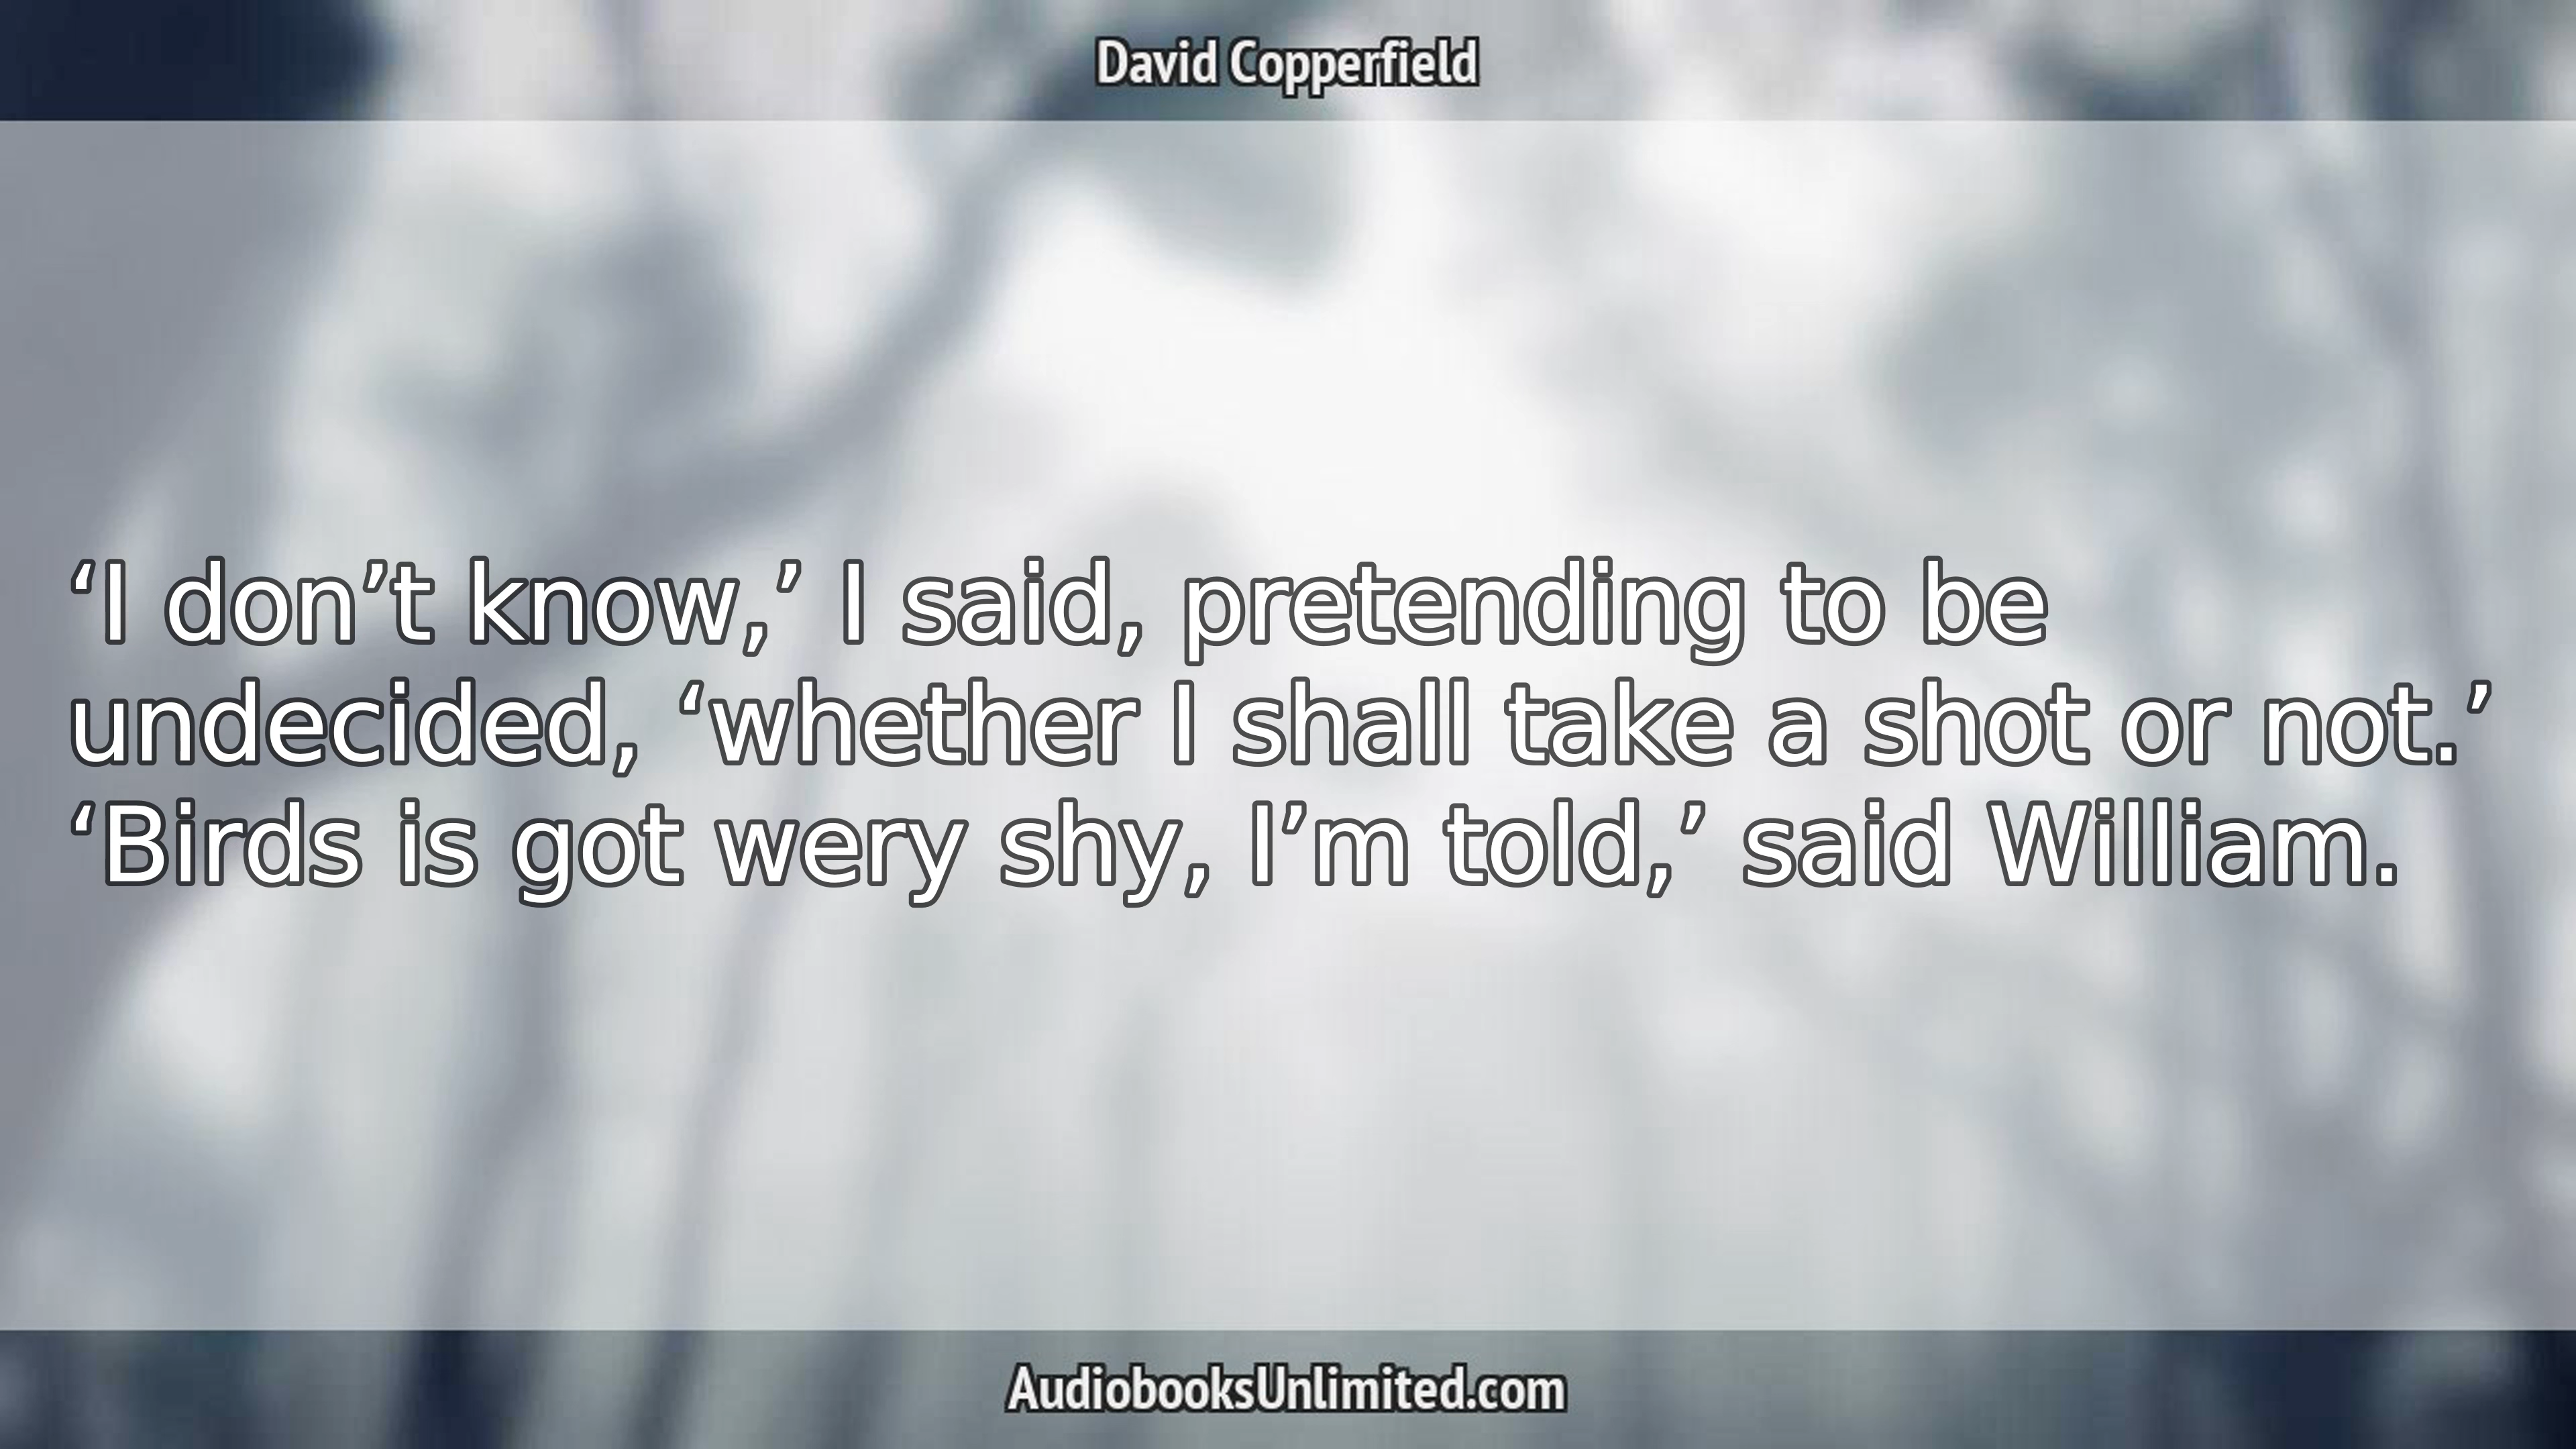 David Copperfield
‘I don’t know,’ I said, pretending to be
undecided, ‘whether I shall take a shot or not.’
‘Birds is got wery shy, I’m told,’ said William.
AudiobooksUnlimited.com